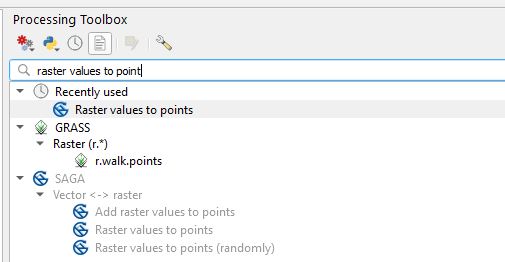 Processing Toolbox
raster values to point
Recently used
Raster values to points
GRASS
Raster (r.*)
r.walk.points
SAGA
Vector <-> raster
Add raster values to points
Raster values to points
Raster values to points (randomly)